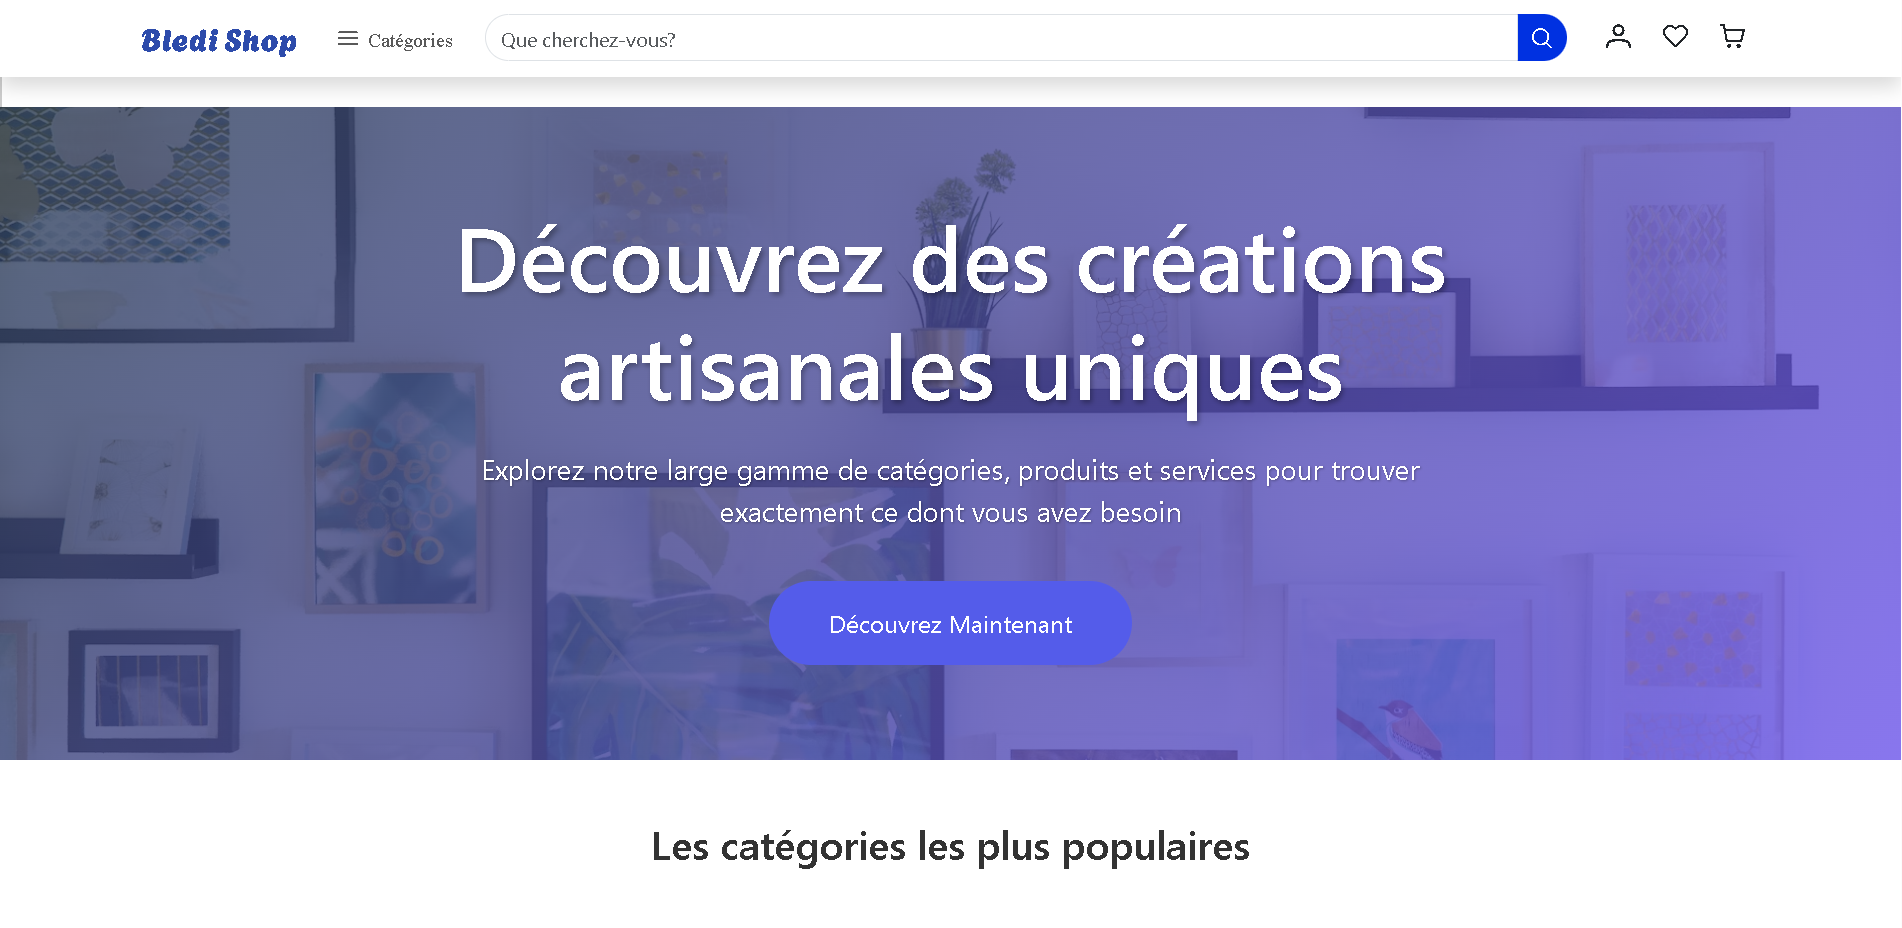 Bledi Shop
Catégories
Que cherchez-vous?
Découvrez des créations
artisanales uniques
Explorez notre large gamme de catégories, produits et services pour trouver
exactement ce dont vous avez besoin
Découvrez Maintenant
Les catégories les plus populaires